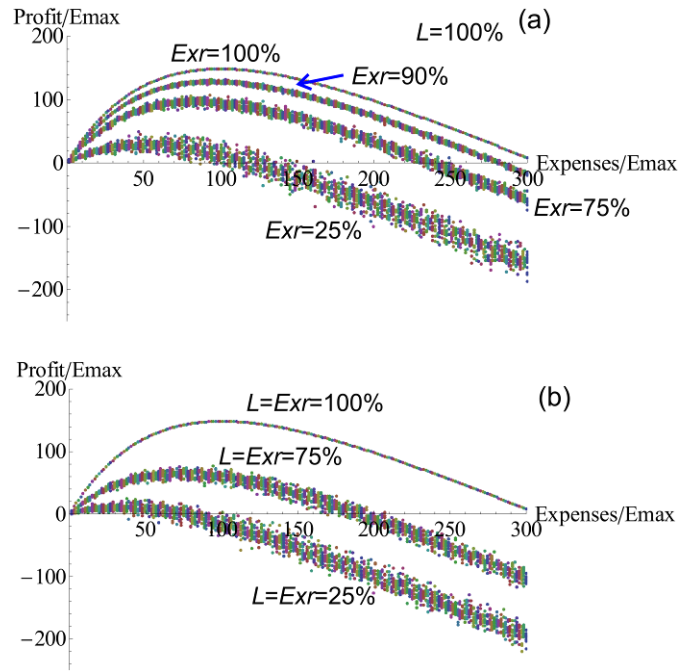 Profit/Emax
(a)
200
L=100%
Exr=100%
Exr=90%
100
0
Expenses/Emax
50
100
150
200
250
300
Exr=75%
−100
Exr=25%
−200
Profit/Emax
(b)
200
L=Exr=100%
100
L=Exr=75%
0
Expenses/Emax
50
100
150
200
250
300
−100
L=Exr=25%
−200